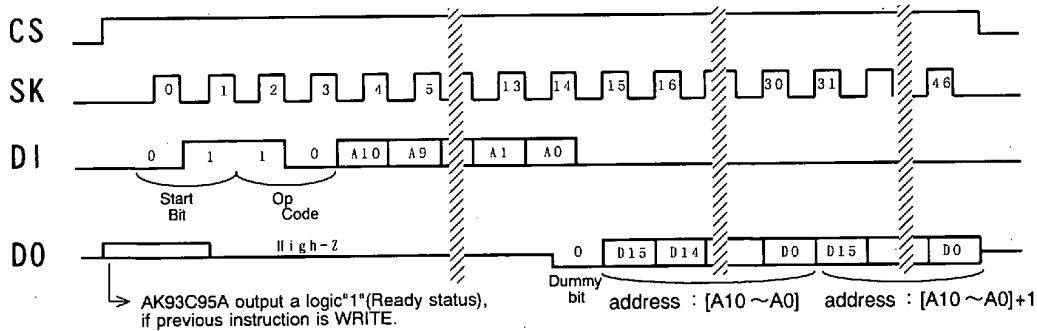 CS
SK
0 1 2 3 4 5 13 14 15 16 30 31 46
DI
0 1 1 0 A10 A9 A1 A0
Start Bit
Op Code
DO
High-Z
0 D15 D14 D0 D15 D0
Dummy bit
address : [A10 ~A0]
address : [A10 ~A0]+1
AK93C95A output a logic"1"(Ready status),
if previous instruction is WRITE.